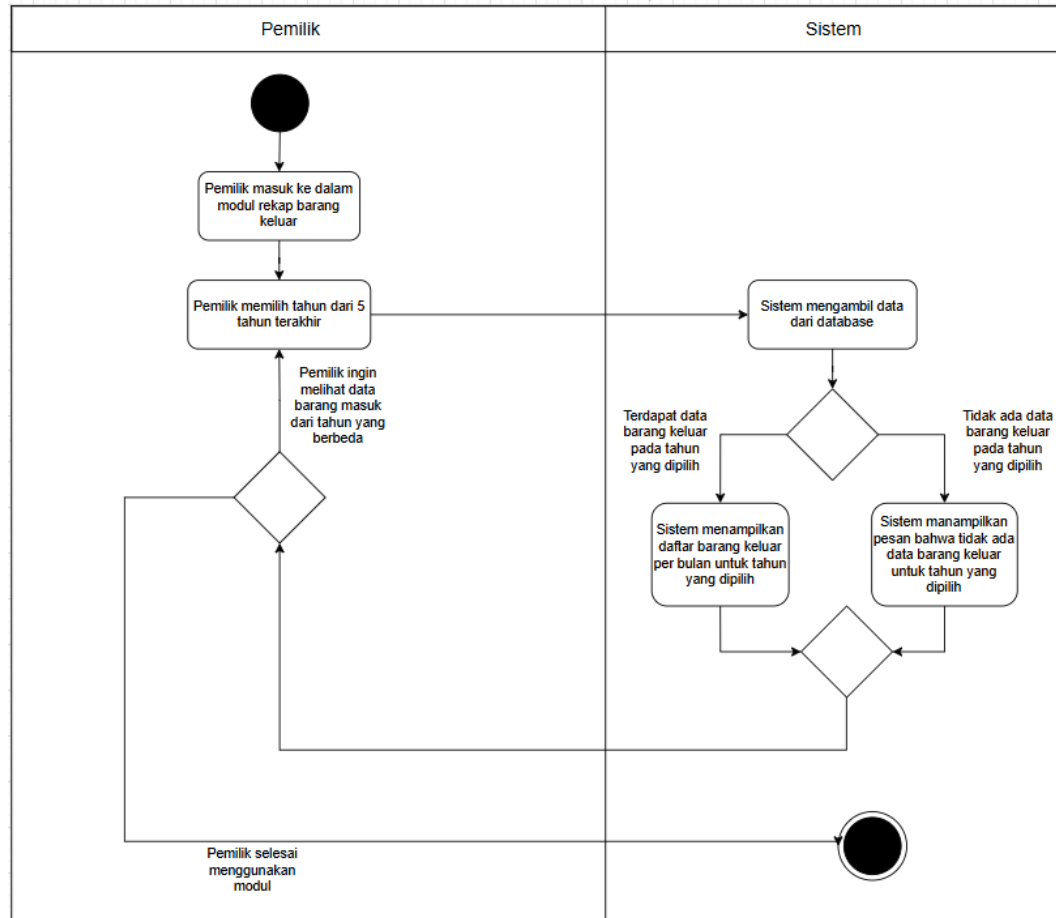 Pemilik
Sistem
Pemilik masuk ke dalam
modul rekap barang
keluar
Pemilik memilih tahun dari 5
tahun terakhir
Sistem mengambil data
dari database
Pemilik ingin
melihat data
barang masuk
dari tahun yang
berbeda
Terdapat data
barang keluar
pada tahun
yang dipilih
Tidak ada data
barang keluar
pada tahun
yang dipilih
Sistem menampilkan
daftar barang keluar
per bulan untuk tahun
yang dipilih
Sistem manampilkan
pesan bahwa tidak ada
data barang keluar
untuk tahun yang
dipilih
Pemilik selesai
menggunakan
modul